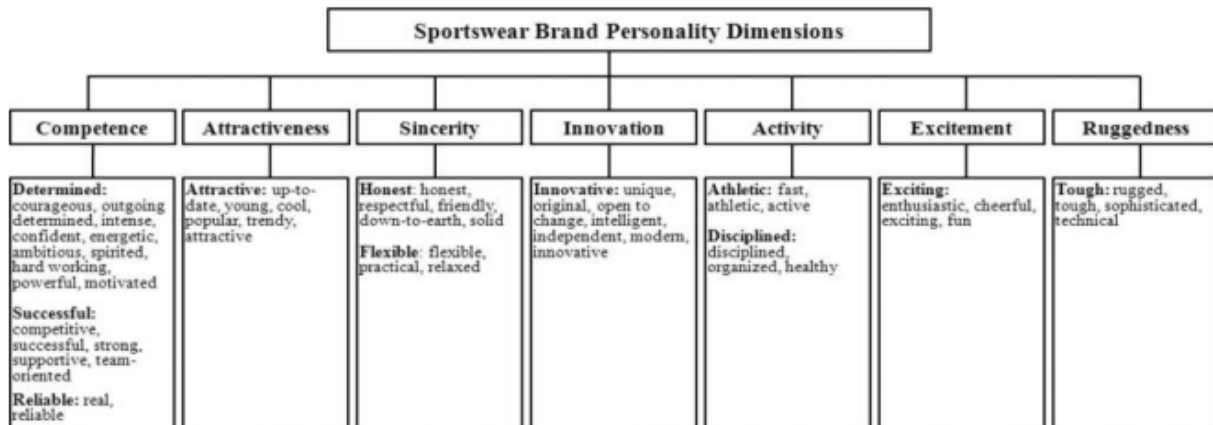 Sportswear Brand Personality Dimensions
Competence
Attractiveness
Sincerity
Innovation
Activity
Excitement
Ruggedness
Determined:
courageous, outgoing
determined, intense,
confident, energetic,
ambitious, spirited,
hard working,
powerful, motivated
Successful:
competitive,
successful, strong,
supportive, team-
oriented
Reliable: real,
reliable
Attractive: up-to-
date, young, cool,
popular, trendy,
attractive
Honest: honest,
respectful, friendly,
down-to-earth, solid
Flexible: flexible,
practical, relaxed
Innovative: unique,
original, open to
change, intelligent,
independent, modern,
innovative
Athletic: fast,
athletic, active
Disciplined:
disciplined,
organized, healthy
Exciting:
enthusiastic, cheerful,
exciting, fun
Tough: rugged,
tough, sophisticated,
technical